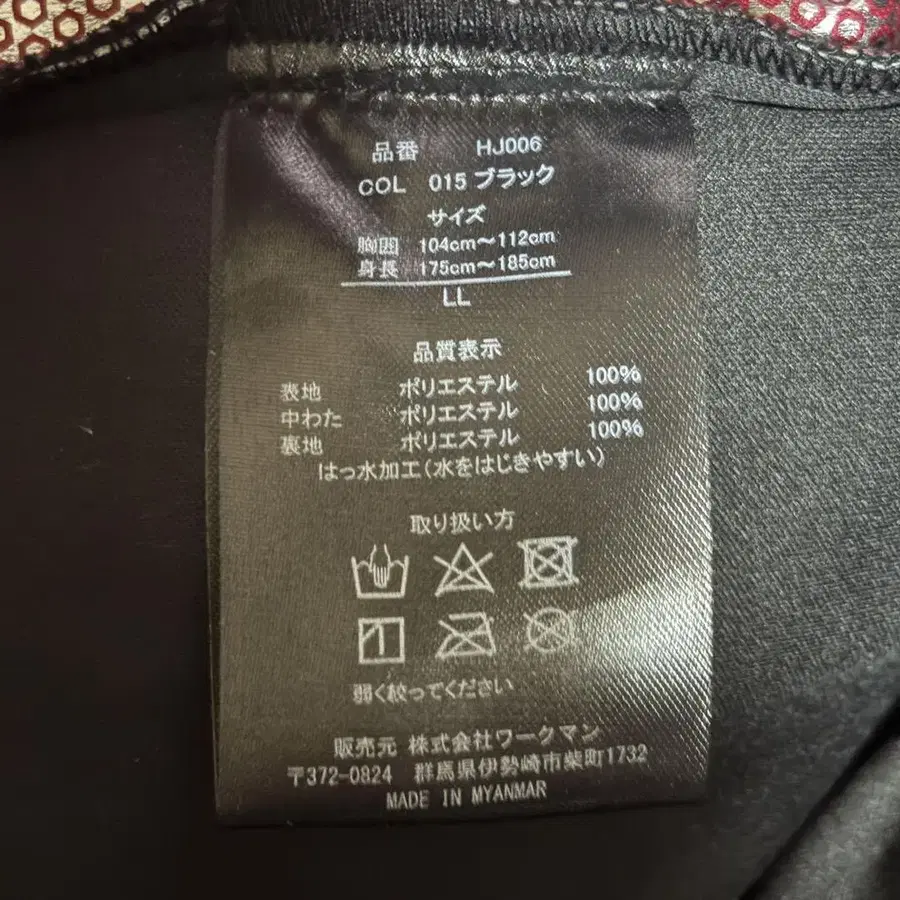 品番 HJ006
COL 015 ブラック
サイズ
胸囲 104cm～112cm
身長 175cm～185cm
LL
品質表示
表地 ポリエステル 100%
中わた ポリエステル 100%
裏地 ポリエステル 100%
はっ水加工(水をはじきやすい)
取り扱い方
弱く絞ってください
販売元 株式会社ワークマン
〒372-0824 群馬県伊勢崎市柴町1732
MADE IN MYANMAR